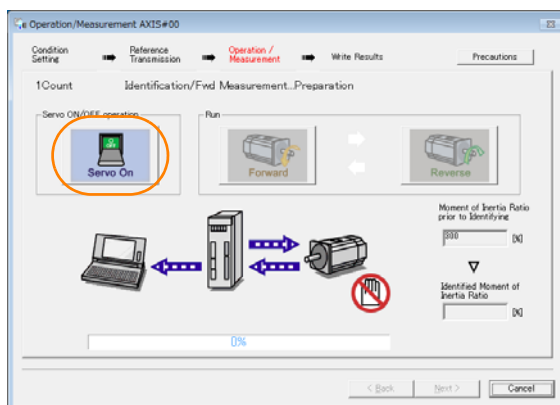 Operation/Measurement AXIS#00
Condition Setting
Reference Transmission
Operation / Measurement
Write Results
Precautions
1Count Identification/Fwd Measurement...Preparation
Servo ON/OFF operation
Run
Servo On
Forward
Reverse
Moment of Inertia Ratio prior to Identifying
300 [%]
Identified Moment of Inertia Ratio
[%]
0%
< Back
Next >
Cancel